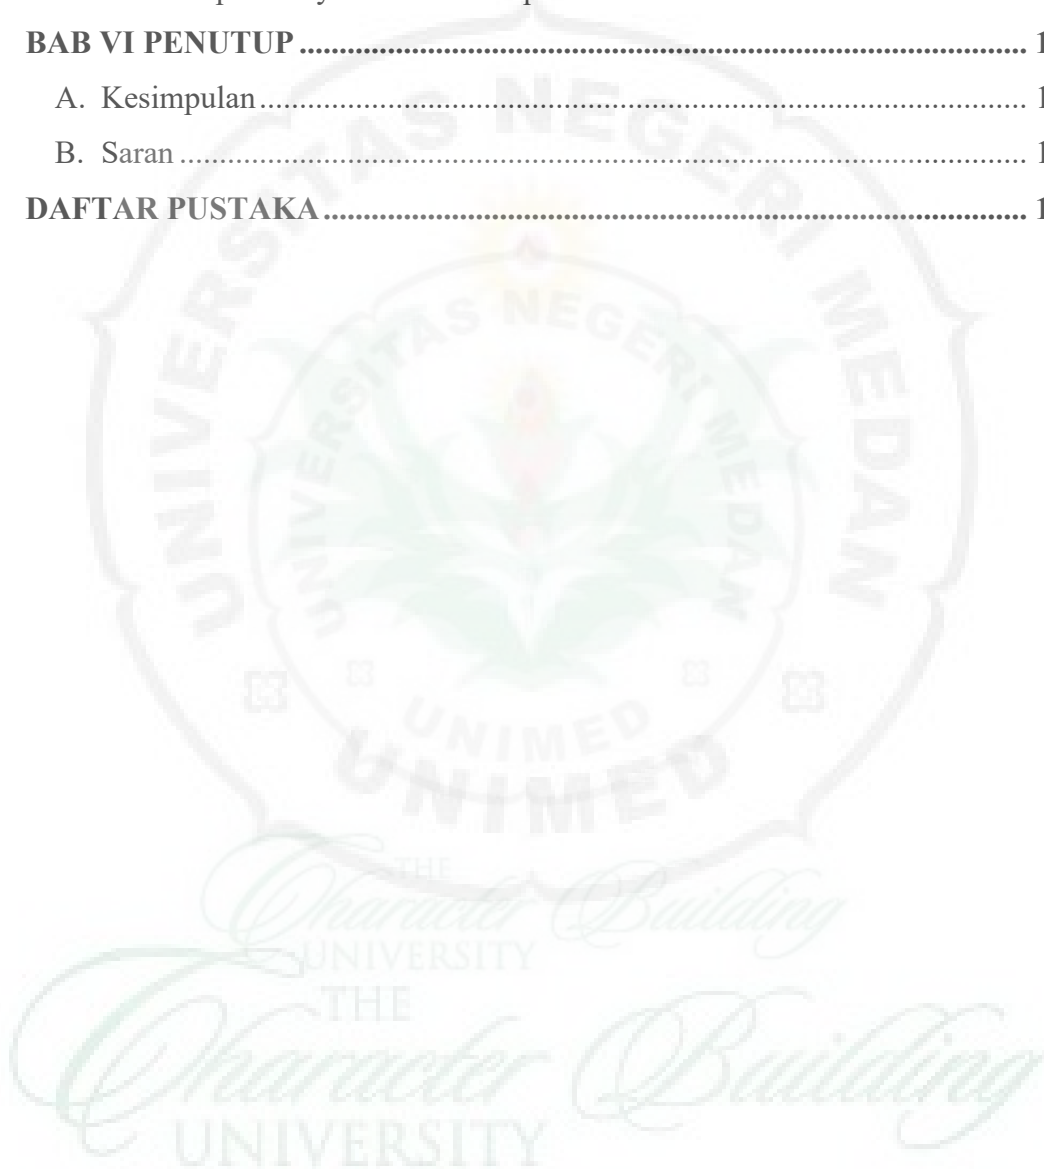 BAB VI PENUTUP ........................................................................................... 1
A. Kesimpulan ................................................................................................ 1
B. Saran .......................................................................................................... 1
DAFTAR PUSTAKA ........................................................................................ 1
UNIVERSITAS NEGERI MEDAN
UNIVERSITAS NEGERI MEDAN
UNIMED
UNIMED
THE
Character Building
UNIVERSITY
THE
Character Building
UNIVERSITY